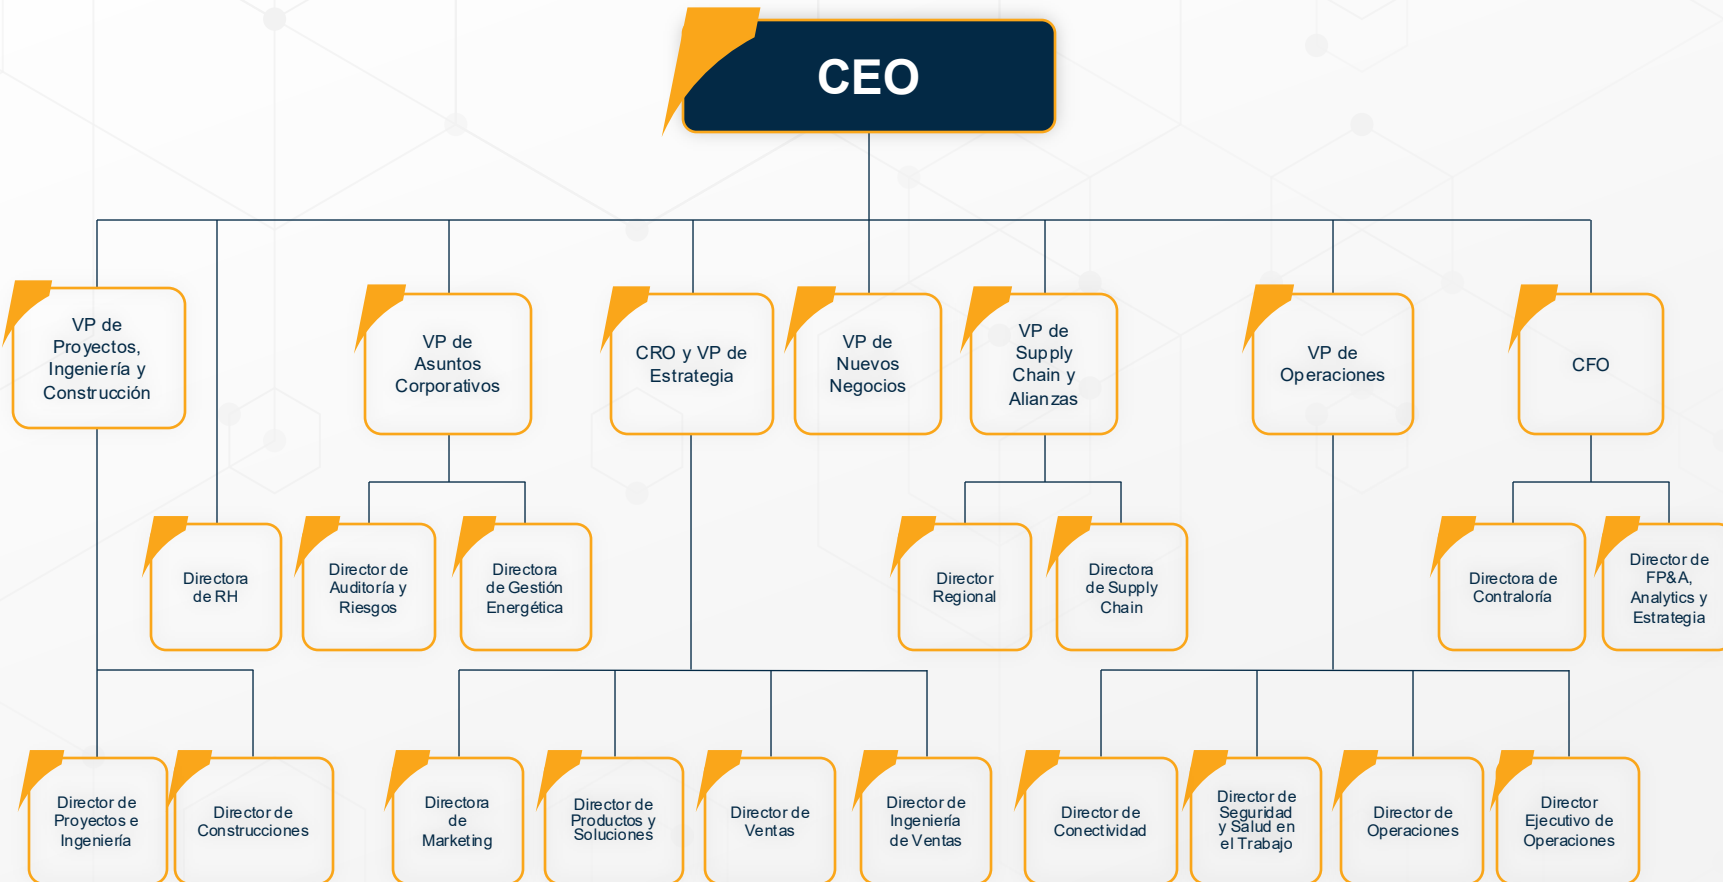 CEO
VP de
Proyectos,
Ingeniería y
Construcción
VP de
Asuntos
Corporativos
CRO y VP de
Estrategia
VP de
Nuevos
Negocios
VP de
Supply
Chain y
Alianzas
VP de
Operaciones
CFO
Directora
de RH
Director de
Auditoría y
Riesgos
Directora
de Gestión
Energética
Director
Regional
Directora
de Supply
Chain
Directora de
Contraloría
Director de
FP&A,
Analytics y
Estrategia
Director de
Proyectos e
Ingeniería
Director de
Construcciones
Directora
de
Marketing
Director de
Productos y
Soluciones
Director de
Ventas
Director de
Ingeniería
de Ventas
Director de
Conectividad
Director de
Seguridad
y Salud en
el Trabajo
Director de
Operaciones
Director
Ejecutivo de
Operaciones